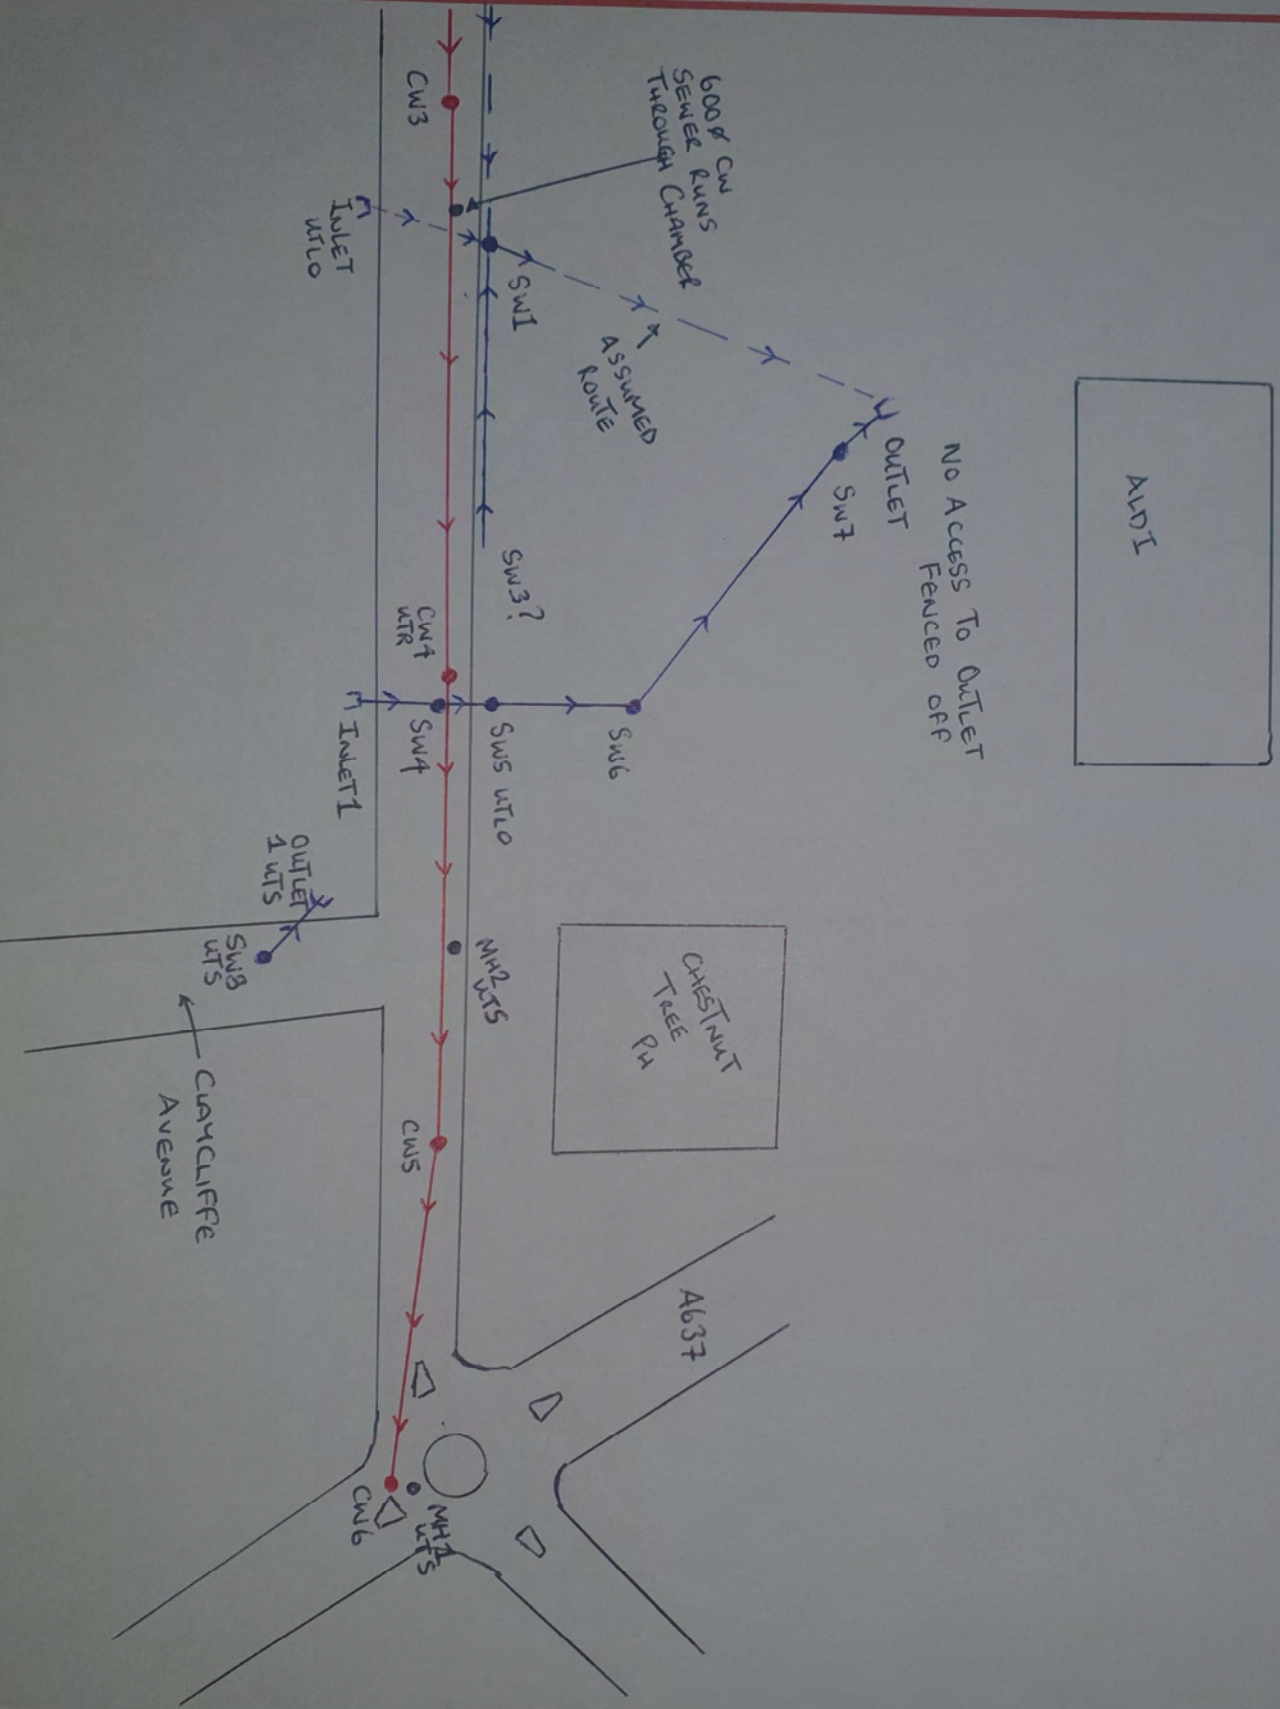 600Ø CW
SEWER RUNS
THROUGH CHAMBER
CW3
INLET
UTLO
SW1
ASSUMED
ROUTE
OUTLET
SW7
NO ACCESS TO OUTLET
FENCED OFF
ALDI
SW3?
CW4
UTR
SW4
INLET1
SW5 UTLO
SW6
OUTLET
1 UTS
SW8
UTS
MH2
UTS
CHESTNUT
TREE
PH
CLAYCLIFFE
AVENUE
CW5
A637
CW6
MH1
UTS